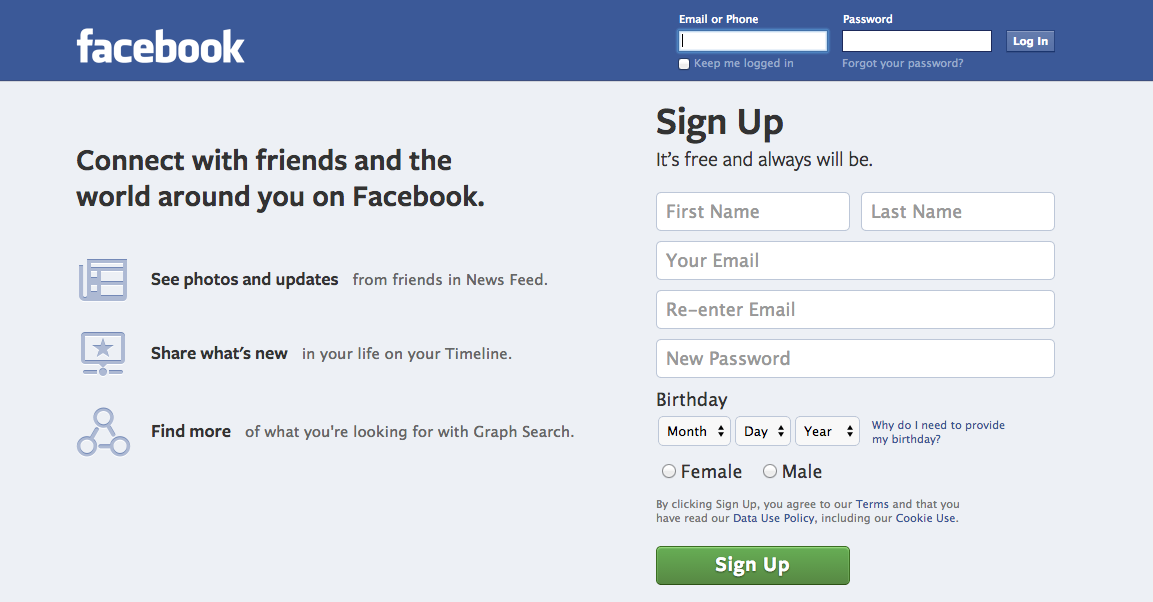 facebook
Email or Phone
Password
Log In
Keep me logged in
Forgot your password?
Connect with friends and the
world around you on Facebook.
See photos and updates from friends in News Feed.
Share what's new in your life on your Timeline.
Find more of what you're looking for with Graph Search.
Sign Up
It's free and always will be.
First Name
Last Name
Your Email
Re-enter Email
New Password
Birthday
Month
Day
Year
Why do I need to provide
my birthday?
Female
Male
By clicking Sign Up, you agree to our Terms and that you
have read our Data Use Policy, including our Cookie Use.
Sign Up